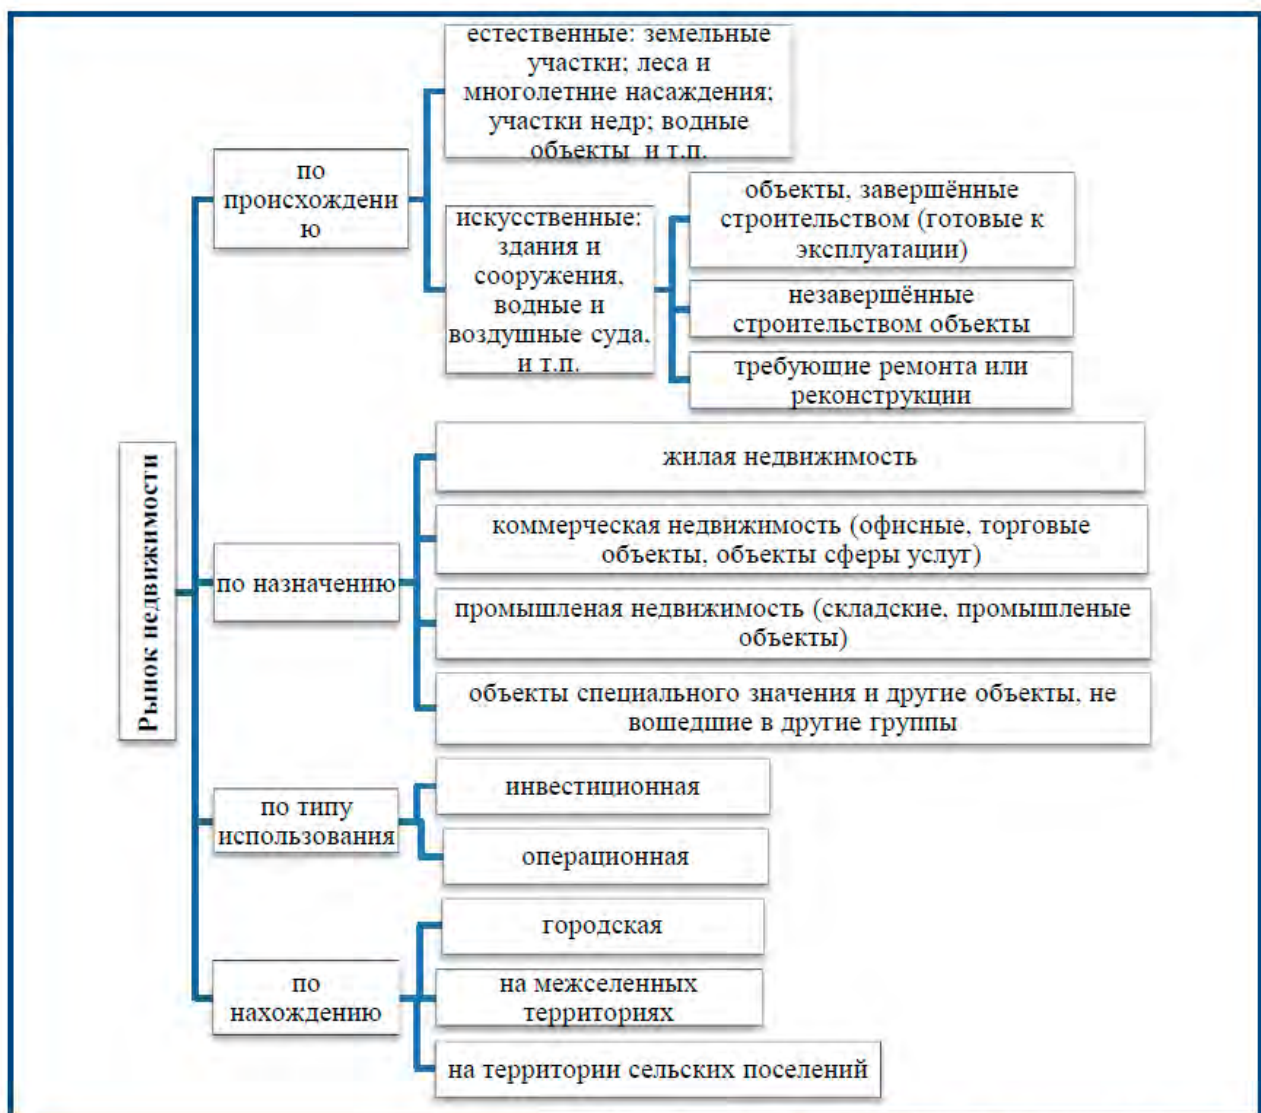 Рынок недвижимости
по
происхождени
ю
естественные: земельные
участки; леса и
многолетние насаждения;
участки недр; водные
объекты и т.п.
искусственные:
здания и
сооружения,
водные и
воздушные суда,
и т.п.
объекты, завершённые
строительством (готовые к
эксплуатации)
незавершённые
строительством объекты
требующие ремонта или
реконструкции
по назначению
жилая недвижимость
коммерческая недвижимость (офисные, торговые
объекты, объекты сферы услуг)
промышленая недвижимость (складские, промышленые
объекты)
объекты специального значения и другие объекты, не
вошедшие в другие группы
по типу
использования
инвестиционная
операционная
по
нахождению
городская
на межселенных
территориях
на территории сельских поселений